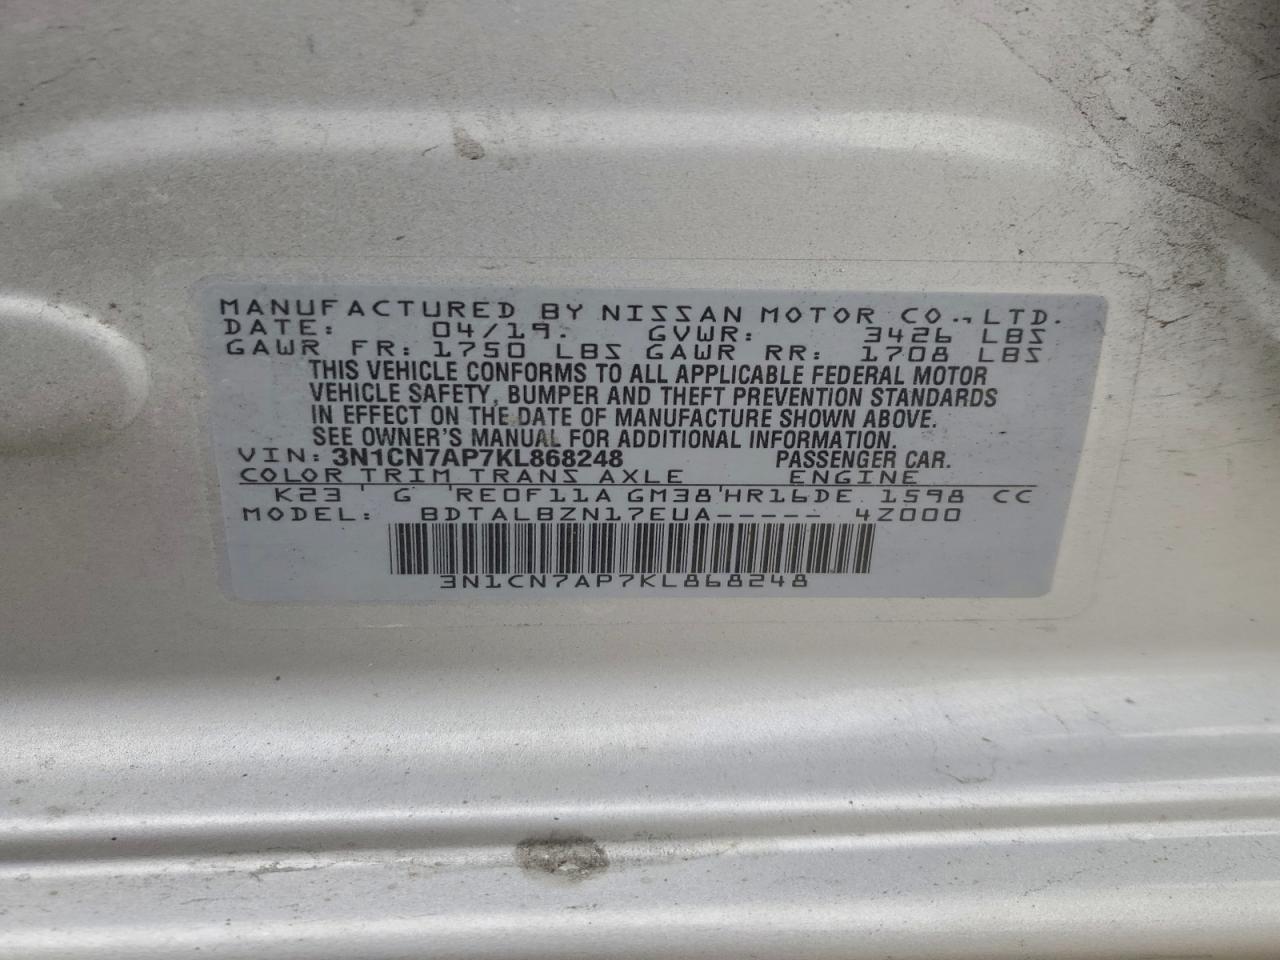 MANUFACTURED BY NISSAN MOTOR CO., LTD.
DATE: 04/19. GVWR: 3426 LBS
GAWR FR: 1750 LBS GAWR RR: 1708 LBS
THIS VEHICLE CONFORMS TO ALL APPLICABLE FEDERAL MOTOR
VEHICLE SAFETY, BUMPER AND THEFT PREVENTION STANDARDS
IN EFFECT ON THE DATE OF MANUFACTURE SHOWN ABOVE.
SEE OWNER'S MANUAL FOR ADDITIONAL INFORMATION.
VIN: 3N1CN7AP7KL868248 PASSENGER CAR.
COLOR TRIM TRANS AXLE ENGINE
K23 ' G 'RE0F11A GM38'HR16DE 1598 CC
MODEL: BDTALBZN17EUA----- 4Z000
3N1CN7AP7KL868248